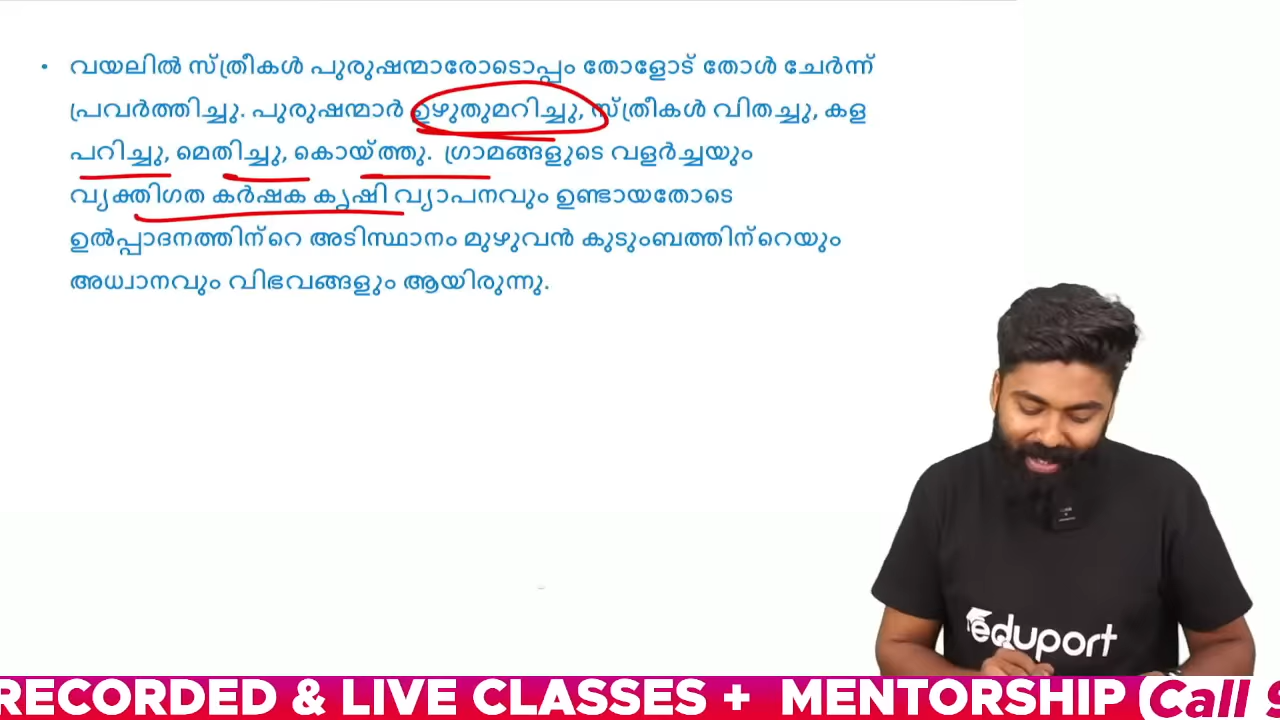 • വയലിൽ സ്ത്രീകൾ പുരുഷന്മാരോടൊപ്പം തോളോട് തോൾ ചേർന്ന്
പ്രവർത്തിച്ചു. പുരുഷന്മാർ ഉഴുതുമറിച്ചു, സ്ത്രീകൾ വിതച്ചു, കള
പറിച്ചു, മെതിച്ചു, കൊയ്ത്തു. ഗ്രാമങ്ങളുടെ വളർച്ചയും
വ്യക്തിഗത കർഷക കൃഷി വ്യാപനവും ഉണ്ടായതോടെ
ഉൽപ്പാദനത്തിന്റെ അടിസ്ഥാനം മുഴുവൻ കുടുംബത്തിന്റെയും
അധ്വാനവും വിഭവങ്ങളും ആയിരുന്നു.
eduport
RECORDED & LIVE CLASSES + MENTORSHIP (Call